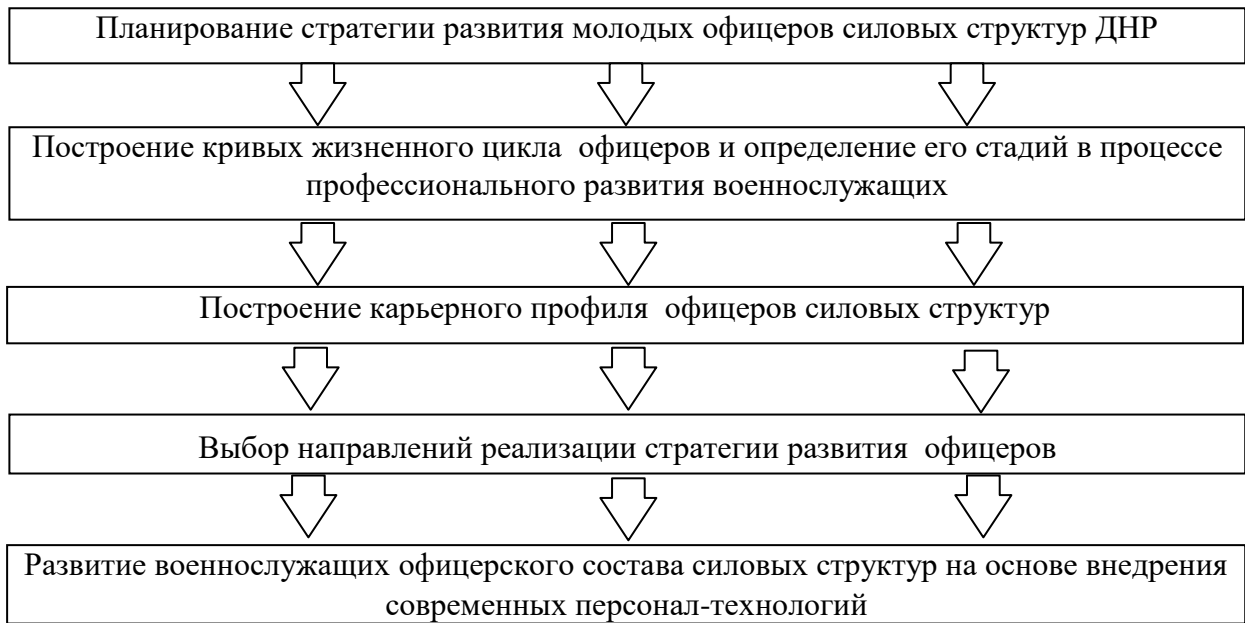 Планирование стратегии развития молодых офицеров силовых структур ДНР
Построение кривых жизненного цикла офицеров и определение его стадий в процессе
профессионального развития военнослужащих
Построение карьерного профиля офицеров силовых структур
Выбор направлений реализации стратегии развития офицеров
Развитие военнослужащих офицерского состава силовых структур на основе внедрения
современных персонал-технологий